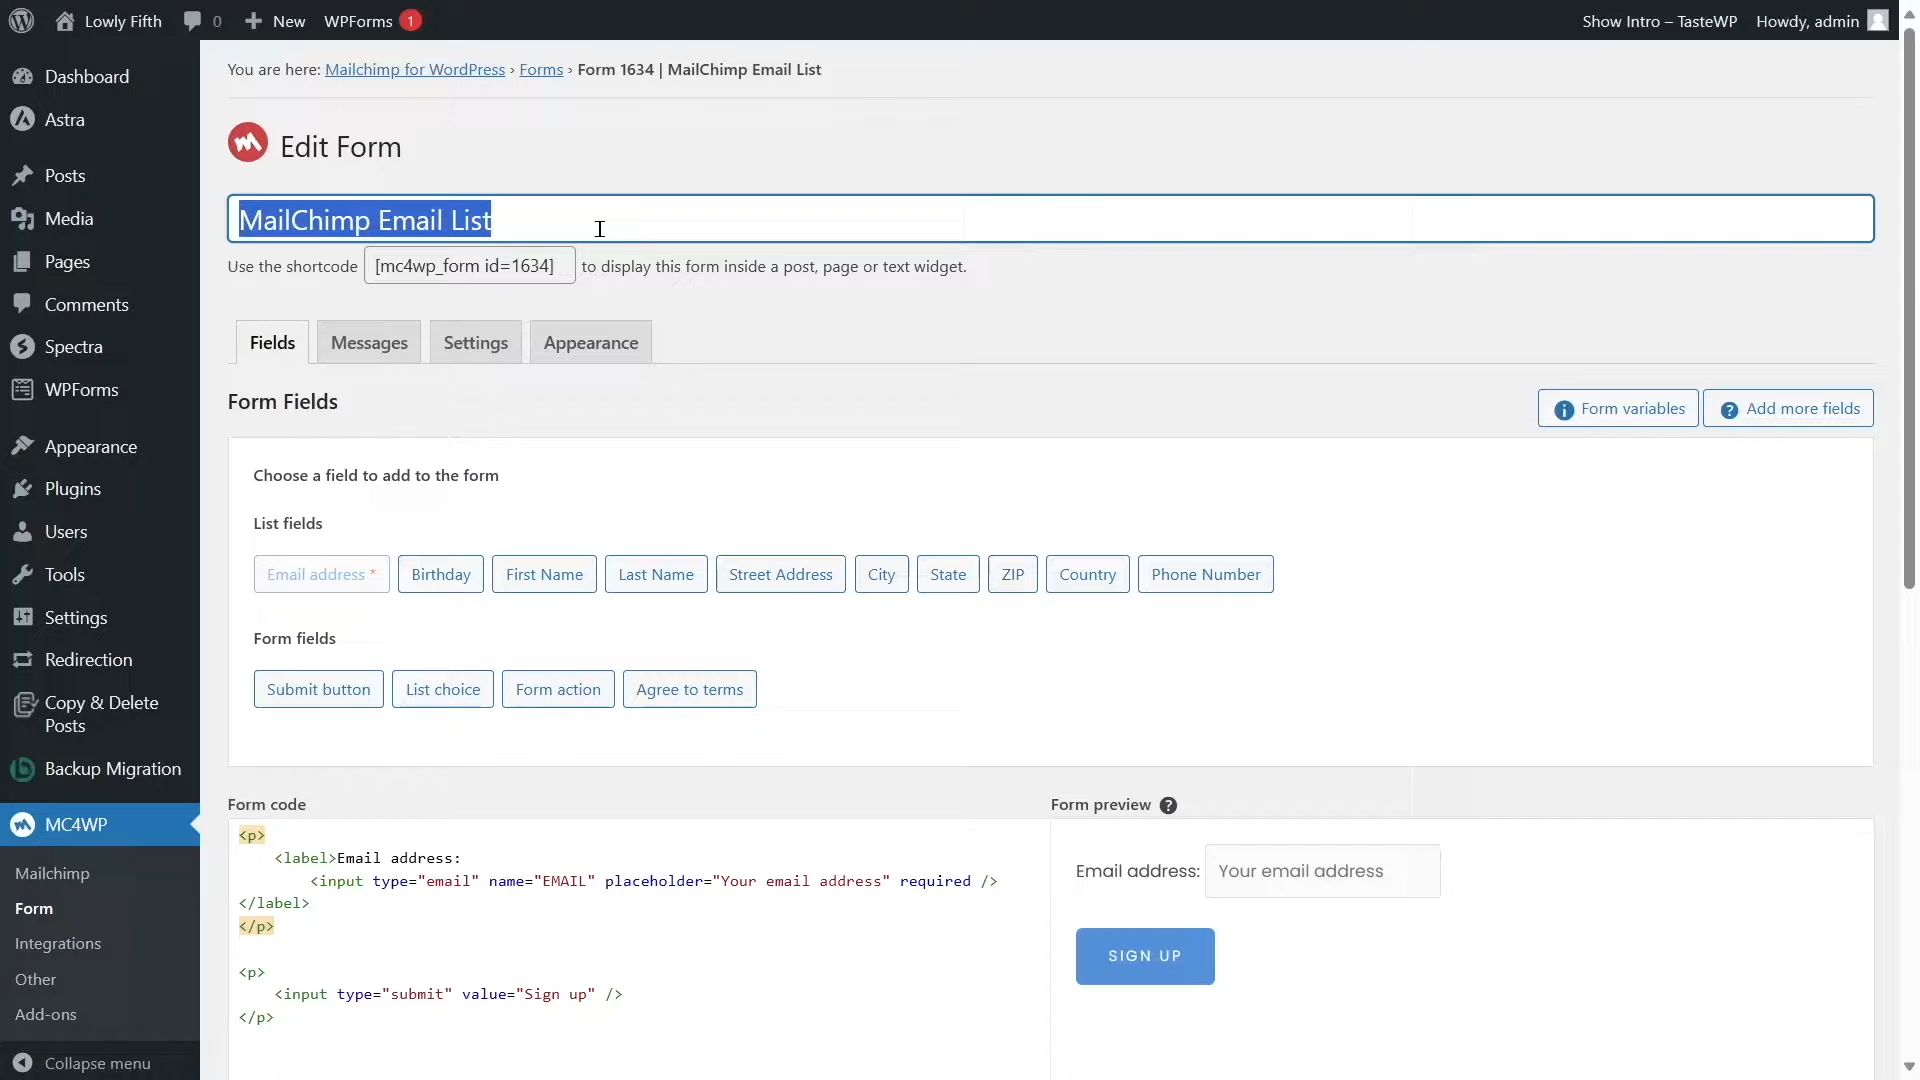 Lowly Fifth
0
New
WPForms 1
Show Intro – TasteWP
Howdy, admin
Dashboard
Astra
Posts
Media
Pages
Comments
Spectra
WPForms
Appearance
Plugins
Users
Tools
Settings
Redirection
Copy & Delete
Posts
Backup Migration
MC4WP
Mailchimp
Form
Integrations
Other
Add-ons
Collapse menu
You are here: Mailchimp for WordPress › Forms › Form 1634 | MailChimp Email List
Edit Form
MailChimp Email List
Use the shortcode [mc4wp_form id=1634] to display this form inside a post, page or text widget.
Fields Messages Settings Appearance
Form Fields
Form variables
Add more fields
Choose a field to add to the form
List fields
Email address * Birthday First Name Last Name Street Address City State ZIP Country Phone Number
Form fields
Submit button List choice Form action Agree to terms
Form code
<p>
<label>Email address:
<input type="email" name="EMAIL" placeholder="Your email address" required />
</label>
</p>
<p>
<input type="submit" value="Sign up" />
</p>
Form preview ?
Email address: Your email address
SIGN UP